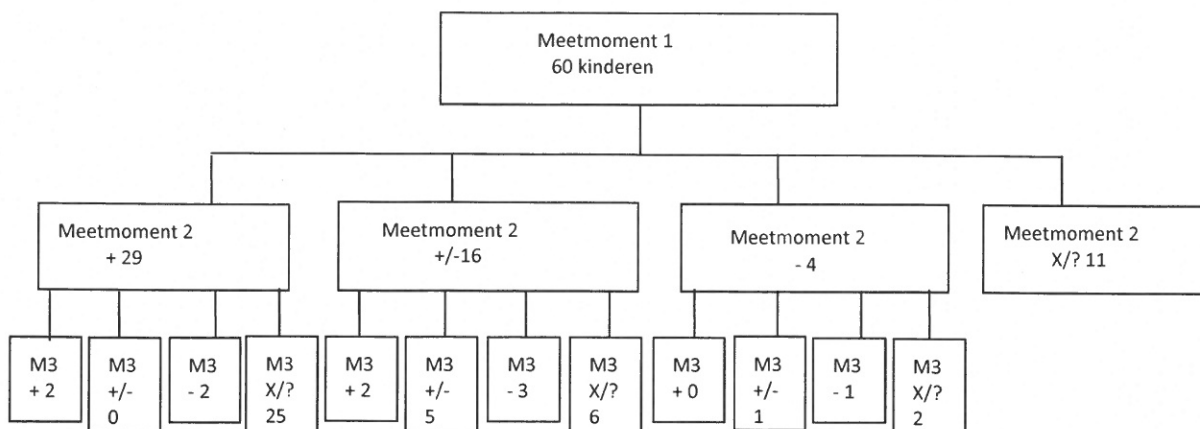 Meetmoment 1
60 kinderen
Meetmoment 2
+ 29
Meetmoment 2
+/-16
Meetmoment 2
- 4
Meetmoment 2
X/? 11
M3
+ 2
M3
+/-
0
M3
- 2
M3
X/?
25
M3
+ 2
M3
+/-
5
M3
- 3
M3
X/?
6
M3
+ 0
M3
+/-
1
M3
- 1
M3
X/?
2